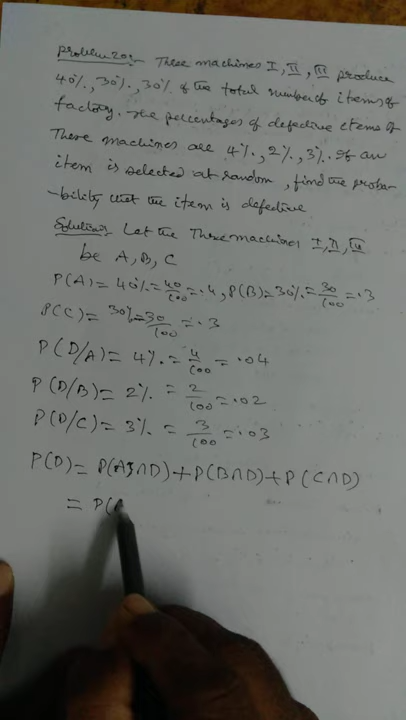 Problem 20:- Three machines I, II, III produce
40%., 30%., 30%. of the total number of items of
factory. The percentages of defective items of
These machines are 4%., 2%., 3%. If an
item is selected at random, find the proba-
-bility that the item is defective
Solution:- Let the Three machines I, II, III
be A, B, C
P(A) = 40%. = 40/100 = .4, P(B) = 30%. = 30/100 = .3
P(C) = 30%. = 30/100 = .3
P(D/A) = 4%. = 4/100 = .04
P(D/B) = 2%. = 2/100 = .02
P(D/C) = 3%. = 3/100 = .03
P(D) = P(A∩D) + P(B∩D) + P(C∩D)
= P(A